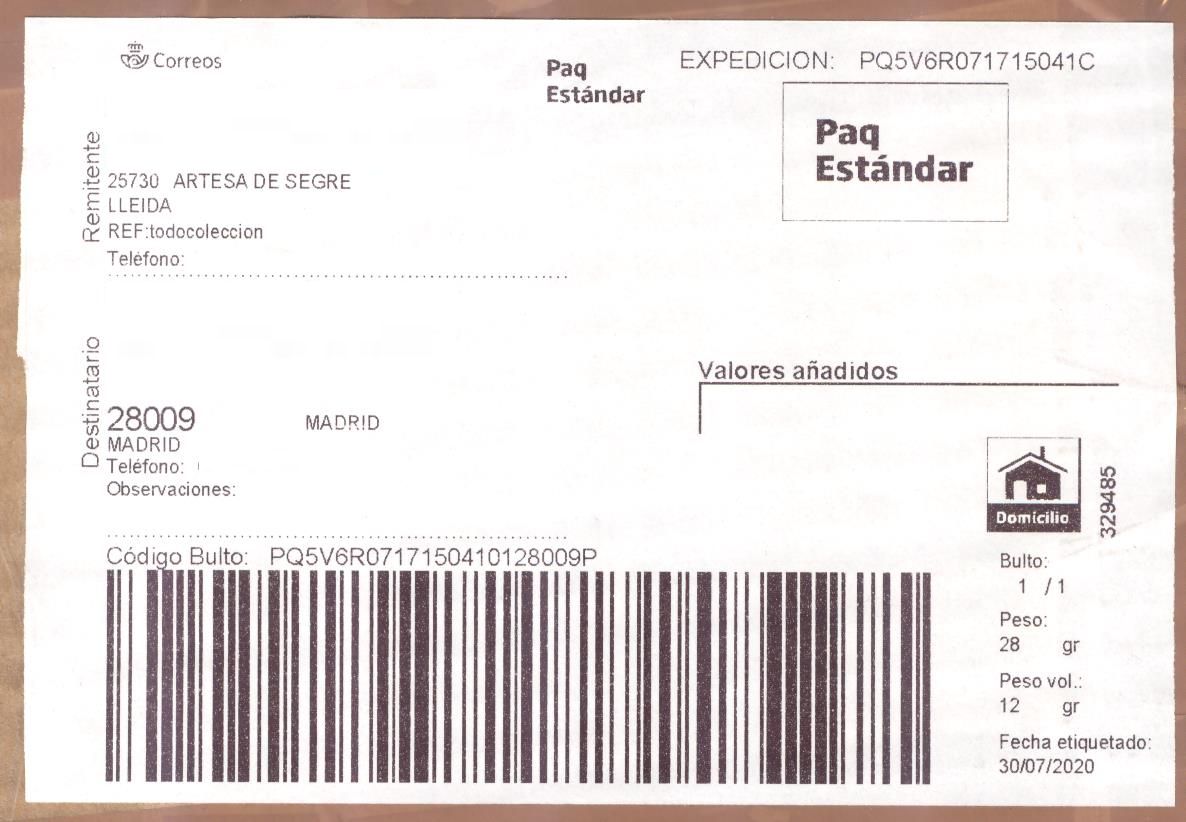 Correos
Paq
Estándar
EXPEDICION: PQ5V6R071715041C
Paq
Estándar
Remitente
25730 ARTESA DE SEGRE
LLEIDA
REF:todocoleccion
Teléfono:
Destinatario
28009 MADRID
MADRID
Teléfono:
Observaciones:
Valores añadidos
Domicilio
329485
Código Bulto: PQ5V6R0717150410128009P
Bulto:
1 / 1
Peso:
28 gr
Peso vol.:
12 gr
Fecha etiquetado:
30/07/2020